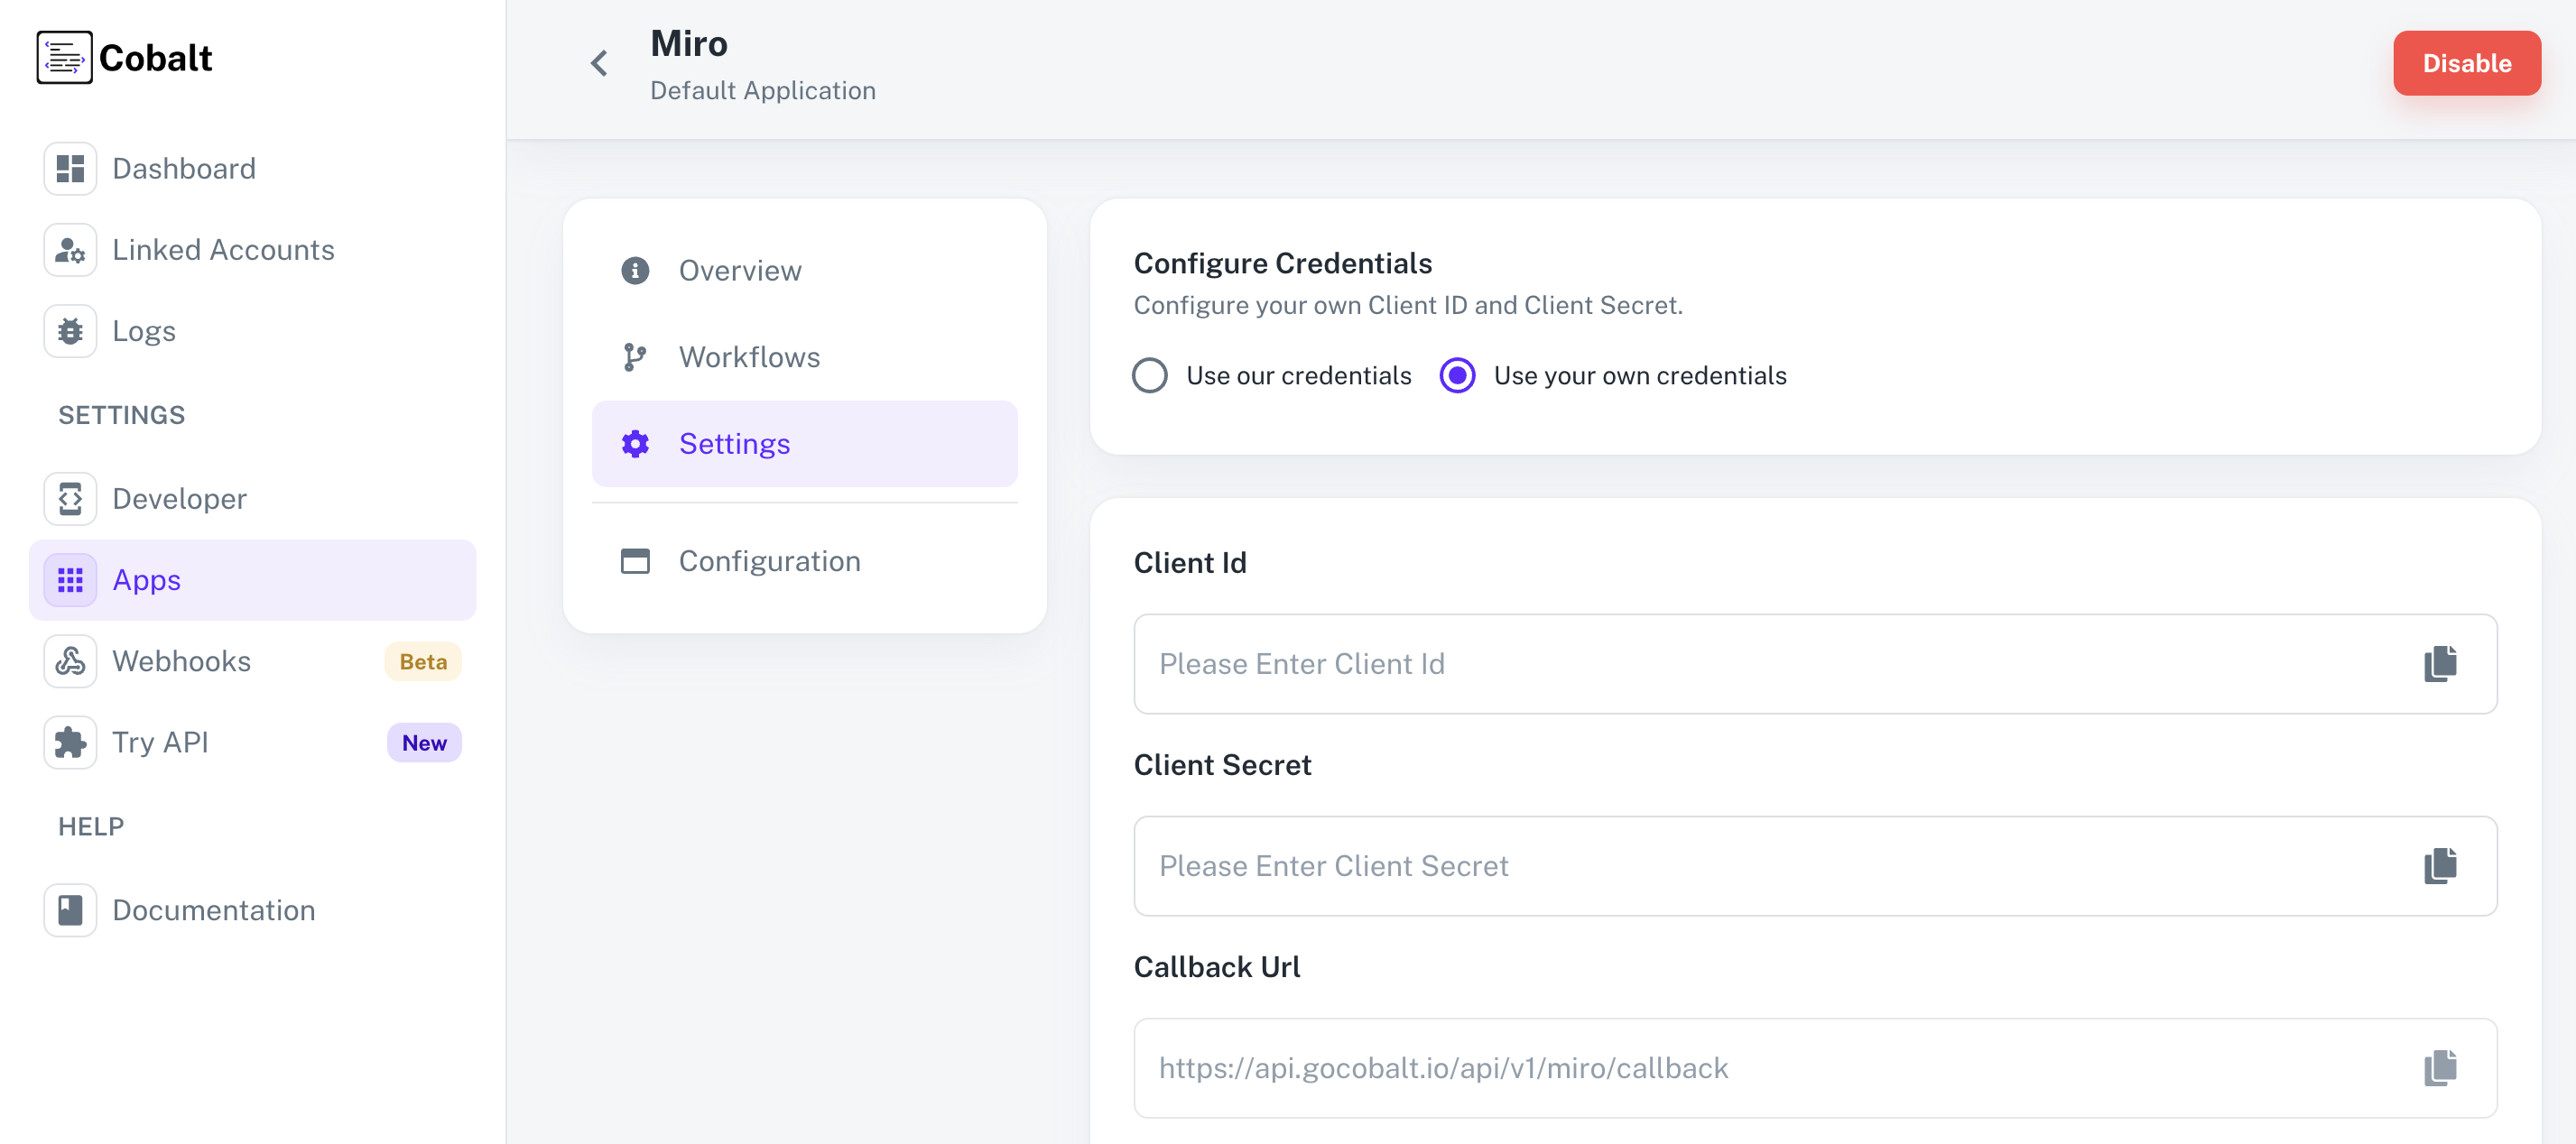 Cobalt
Dashboard
Linked Accounts
Logs
SETTINGS
Developer
Apps
Webhooks Beta
Try API New
HELP
Documentation
Miro
Default Application
Disable
Overview
Workflows
Settings
Configuration
Configure Credentials
Configure your own Client ID and Client Secret.
Use our credentials Use your own credentials
Client Id
Please Enter Client Id
Client Secret
Please Enter Client Secret
Callback Url
https://api.gocobalt.io/api/v1/miro/callback